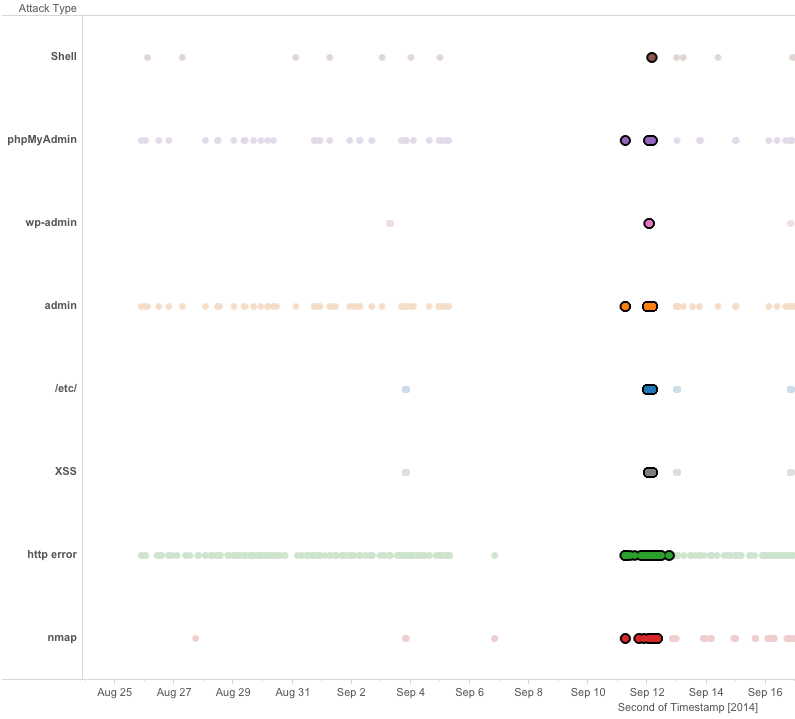 Attack Type
Shell
phpMyAdmin
wp-admin
admin
/etc/
XSS
http error
nmap
Aug 25 Aug 27 Aug 29 Aug 31 Sep 2 Sep 4 Sep 6 Sep 8 Sep 10 Sep 12 Sep 14 Sep 16
Second of Timestamp [2014]